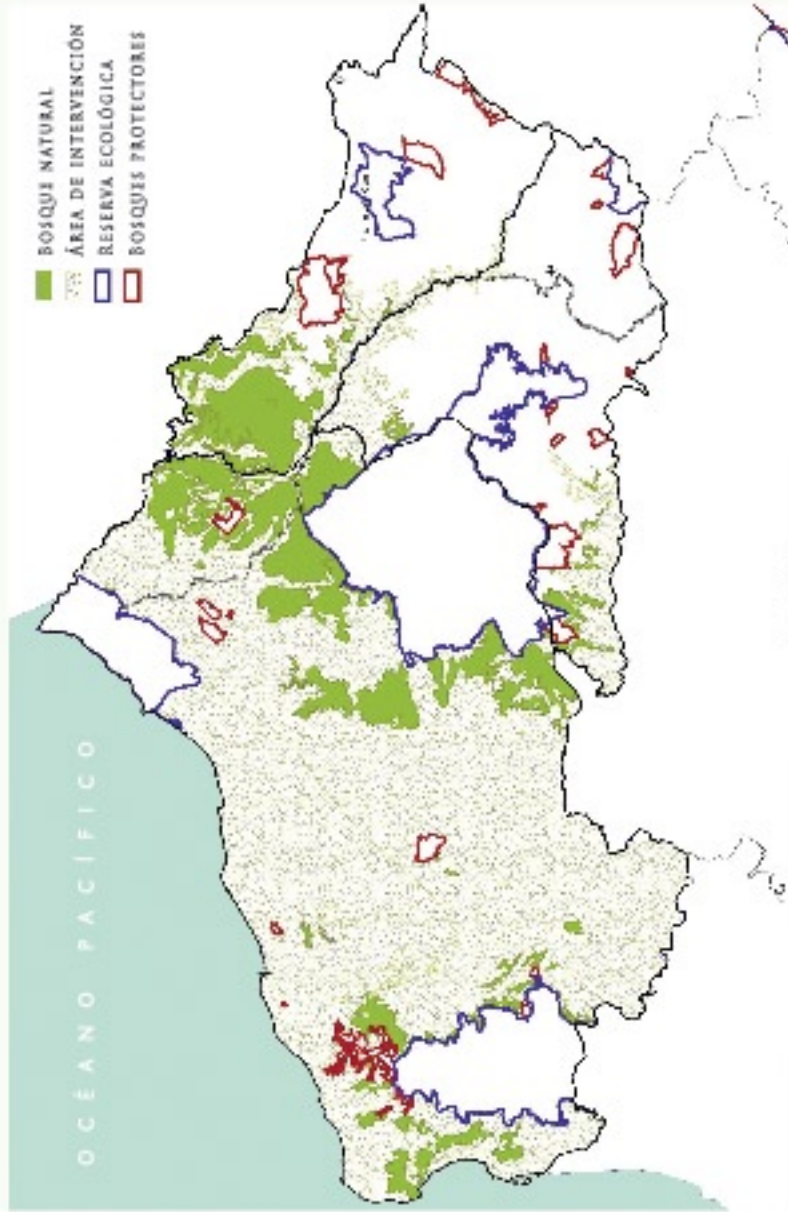 BOSQUE NATURAL
ÁREA DE INTERVENCIÓN
RESERVA ECOLÓGICA
BOSQUES PROTECTORES
OCÉANO PACÍFICO